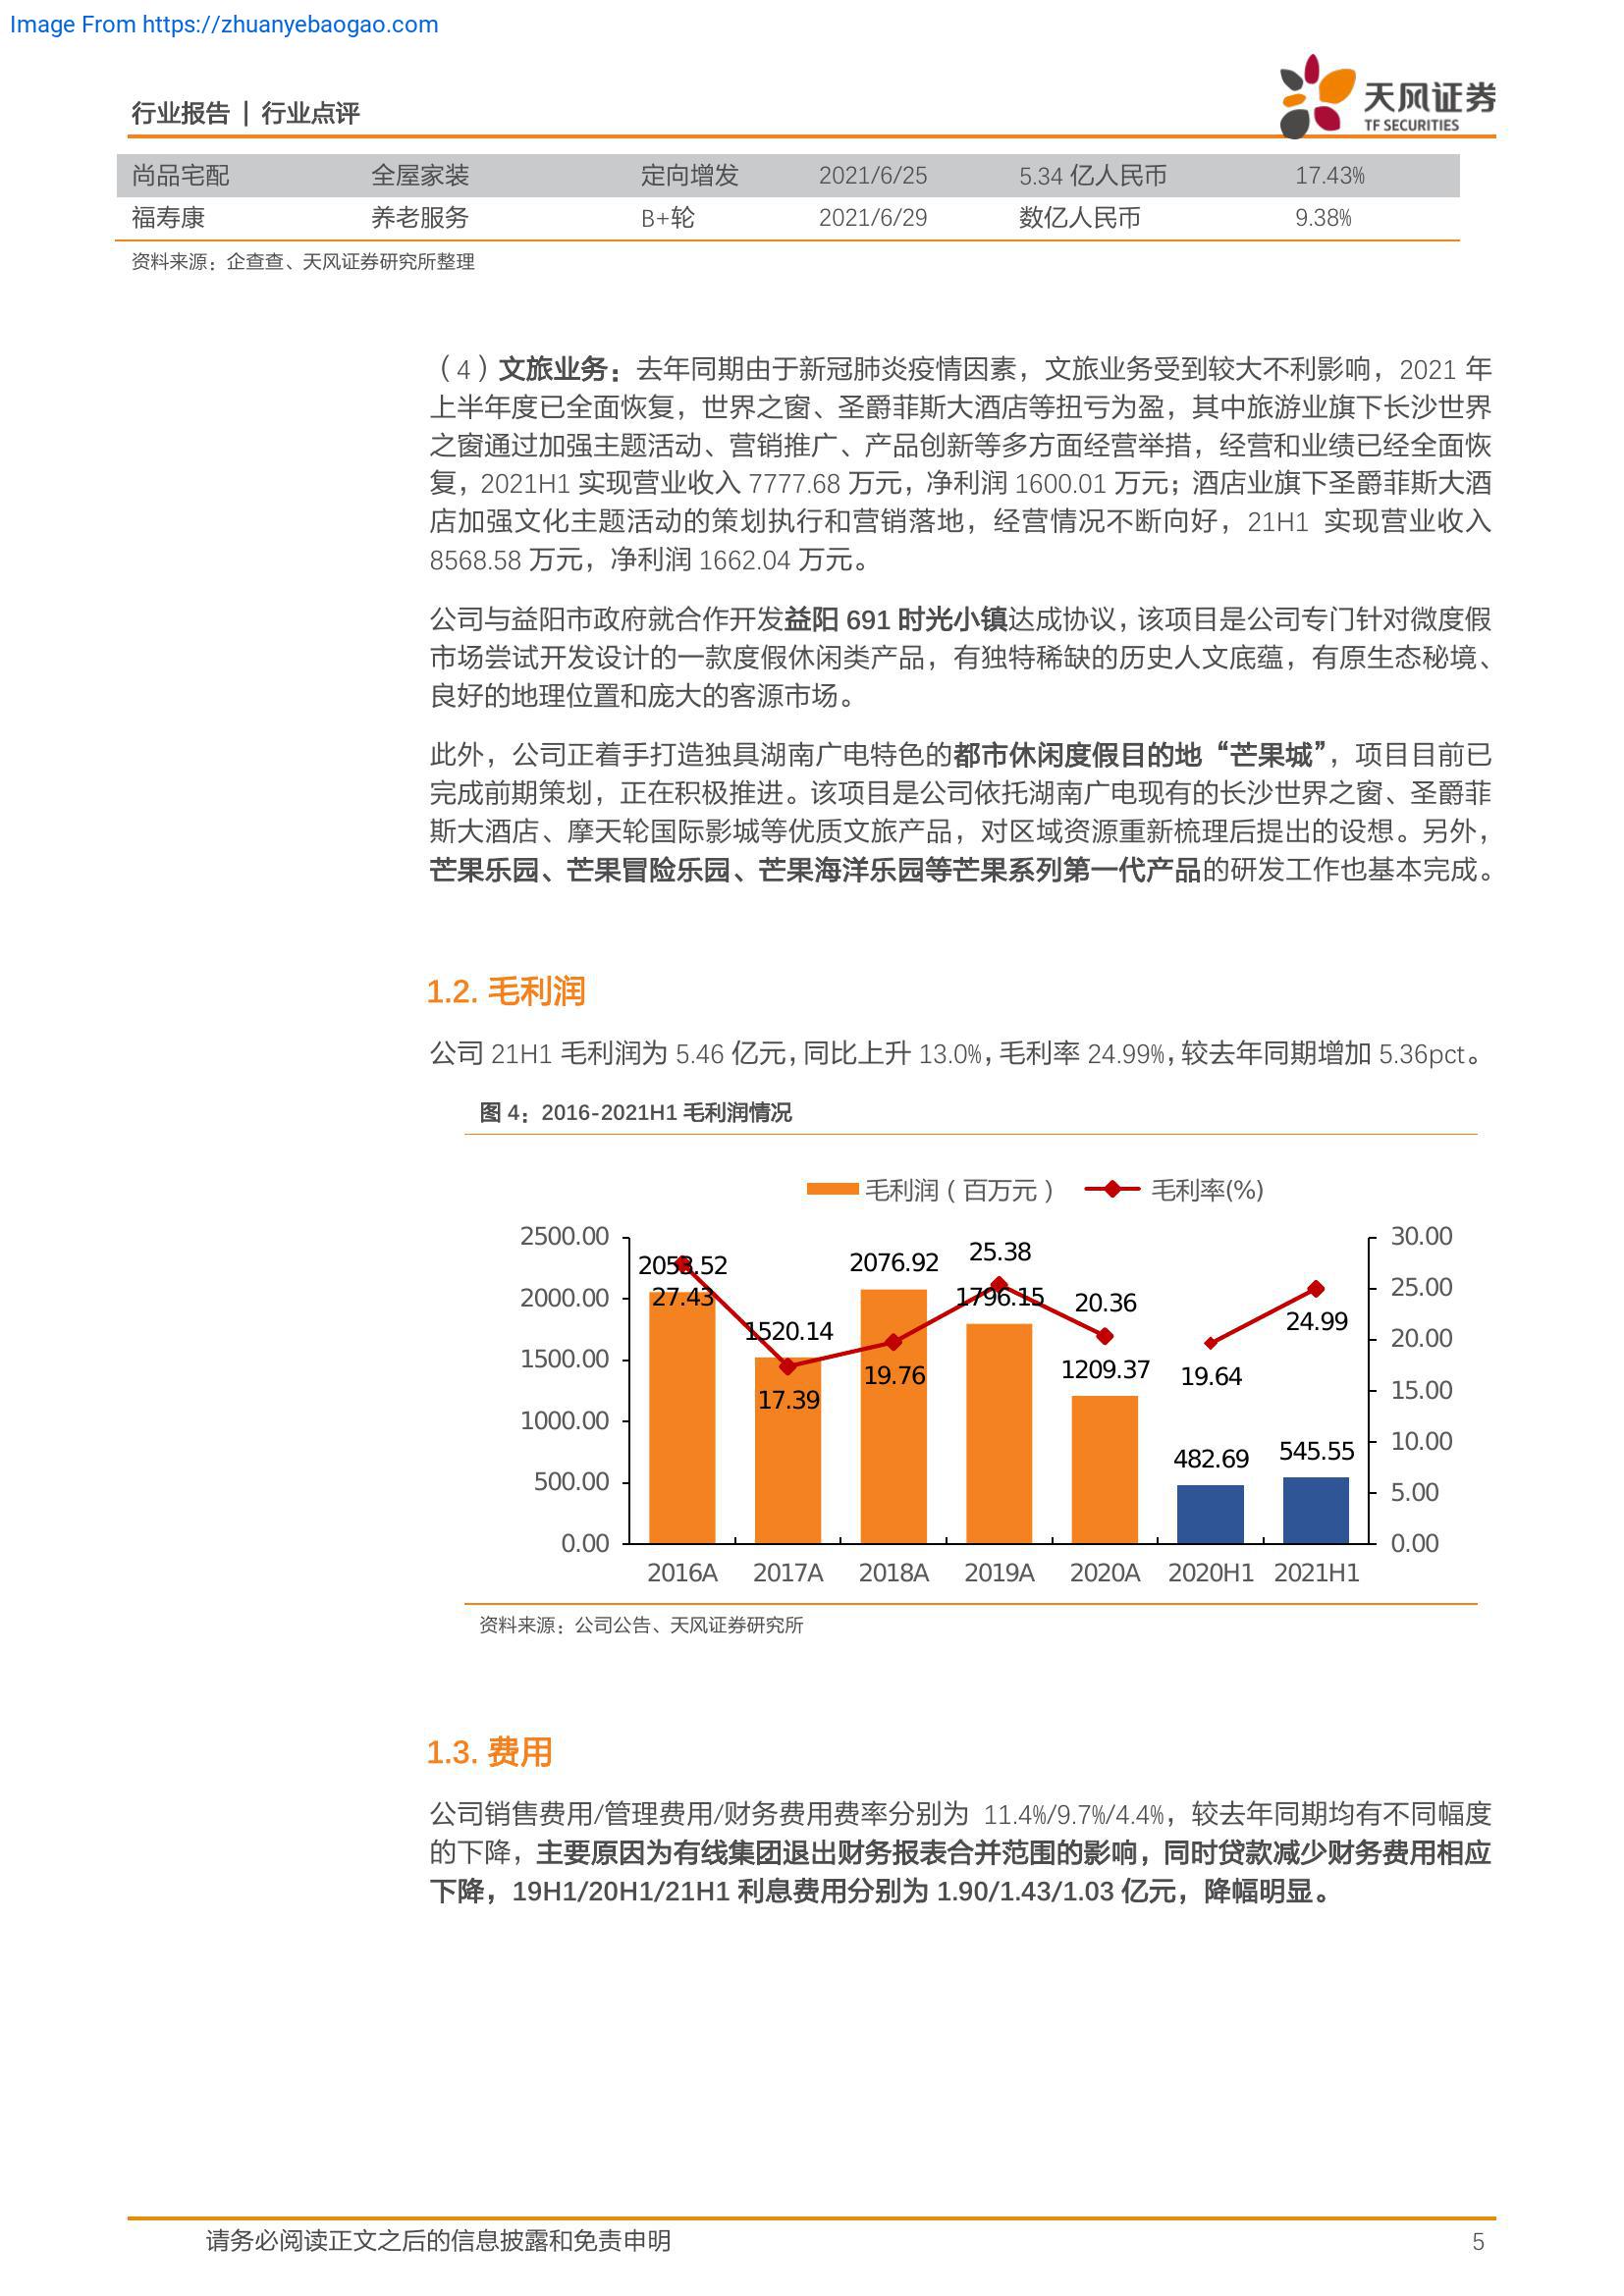 Image From https://zhuanyebaogao.com
行业报告 | 行业点评
天风证券
TF SECURITIES
尚品宅配 全屋家装 定向增发 2021/6/25 5.34 亿人民币 17.43%
福寿康 养老服务 B+轮 2021/6/29 数亿人民币 9.38%
资料来源：企查查、天风证券研究所整理
（4）文旅业务：去年同期由于新冠肺炎疫情因素，文旅业务受到较大不利影响，2021 年
上半年度已全面恢复，世界之窗、圣爵菲斯大酒店等扭亏为盈，其中旅游业旗下长沙世界
之窗通过加强主题活动、营销推广、产品创新等多方面经营举措，经营和业绩已经全面恢
复，2021H1 实现营业收入 7777.68 万元，净利润 1600.01 万元；酒店业旗下圣爵菲斯大酒
店加强文化主题活动的策划执行和营销落地，经营情况不断向好，21H1 实现营业收入
8568.58 万元，净利润 1662.04 万元。
公司与益阳市政府就合作开发益阳 691 时光小镇达成协议，该项目是公司专门针对微度假
市场尝试开发设计的一款度假休闲类产品，有独特稀缺的历史人文底蕴，有原生态秘境、
良好的地理位置和庞大的客源市场。
此外，公司正着手打造独具湖南广电特色的都市休闲度假目的地“芒果城”，项目目前已
完成前期策划，正在积极推进。该项目是公司依托湖南广电现有的长沙世界之窗、圣爵菲
斯大酒店、摩天轮国际影城等优质文旅产品，对区域资源重新梳理后提出的设想。另外，
芒果乐园、芒果冒险乐园、芒果海洋乐园等芒果系列第一代产品的研发工作也基本完成。
1.2. 毛利润
公司 21H1 毛利润为 5.46 亿元，同比上升 13.0%，毛利率 24.99%，较去年同期增加 5.36pct。
图 4：2016-2021H1 毛利润情况
毛利润（百万元） 毛利率(%)
2500.00 2000.00 1500.00 1000.00 500.00 0.00
2053.52 1520.14 2076.92 1796.15 1209.37 482.69 545.55
27.43 17.39 19.76 25.38 20.36 19.64 24.99
30.00 25.00 20.00 15.00 10.00 5.00 0.00
2016A 2017A 2018A 2019A 2020A 2020H1 2021H1
资料来源：公司公告、天风证券研究所
1.3. 费用
公司销售费用/管理费用/财务费用费率分别为 11.4%/9.7%/4.4%，较去年同期均有不同幅度
的下降，主要原因为有线集团退出财务报表合并范围的影响，同时贷款减少财务费用相应
下降，19H1/20H1/21H1 利息费用分别为 1.90/1.43/1.03 亿元，降幅明显。
请务必阅读正文之后的信息披露和免责申明 5